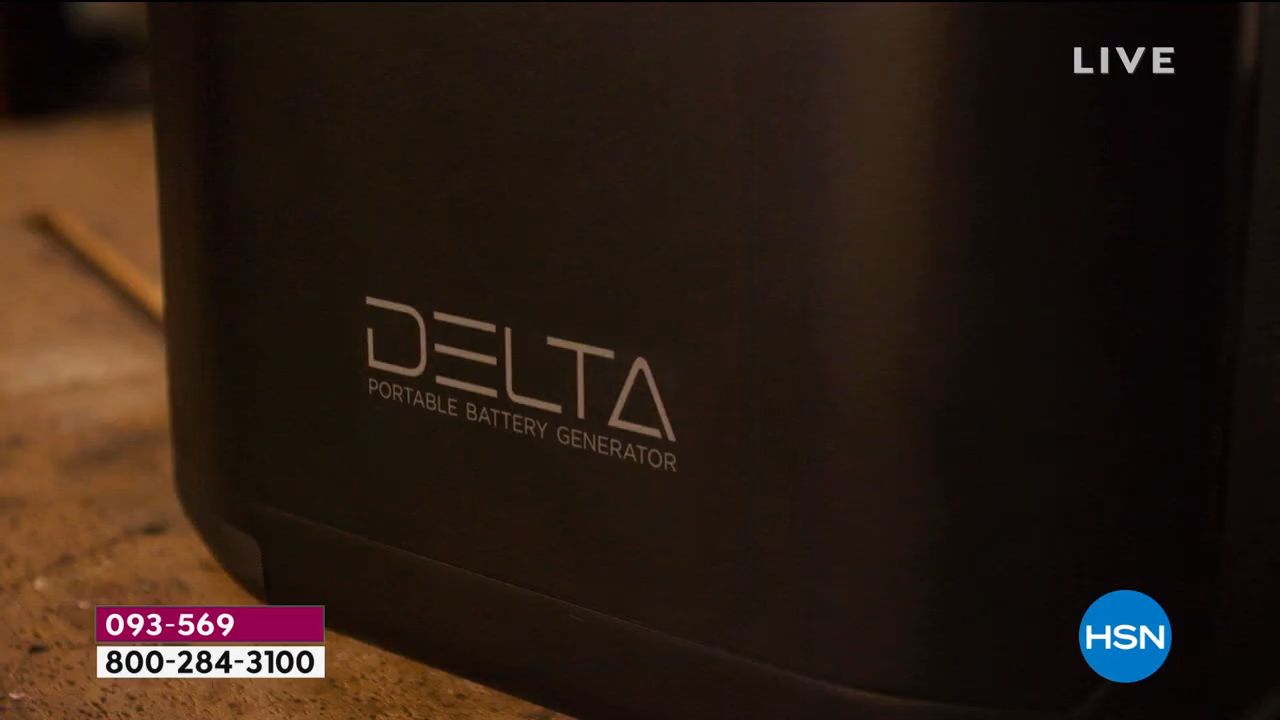 LIVE
DELTA
PORTABLE BATTERY GENERATOR
093-569
800-284-3100
HSN